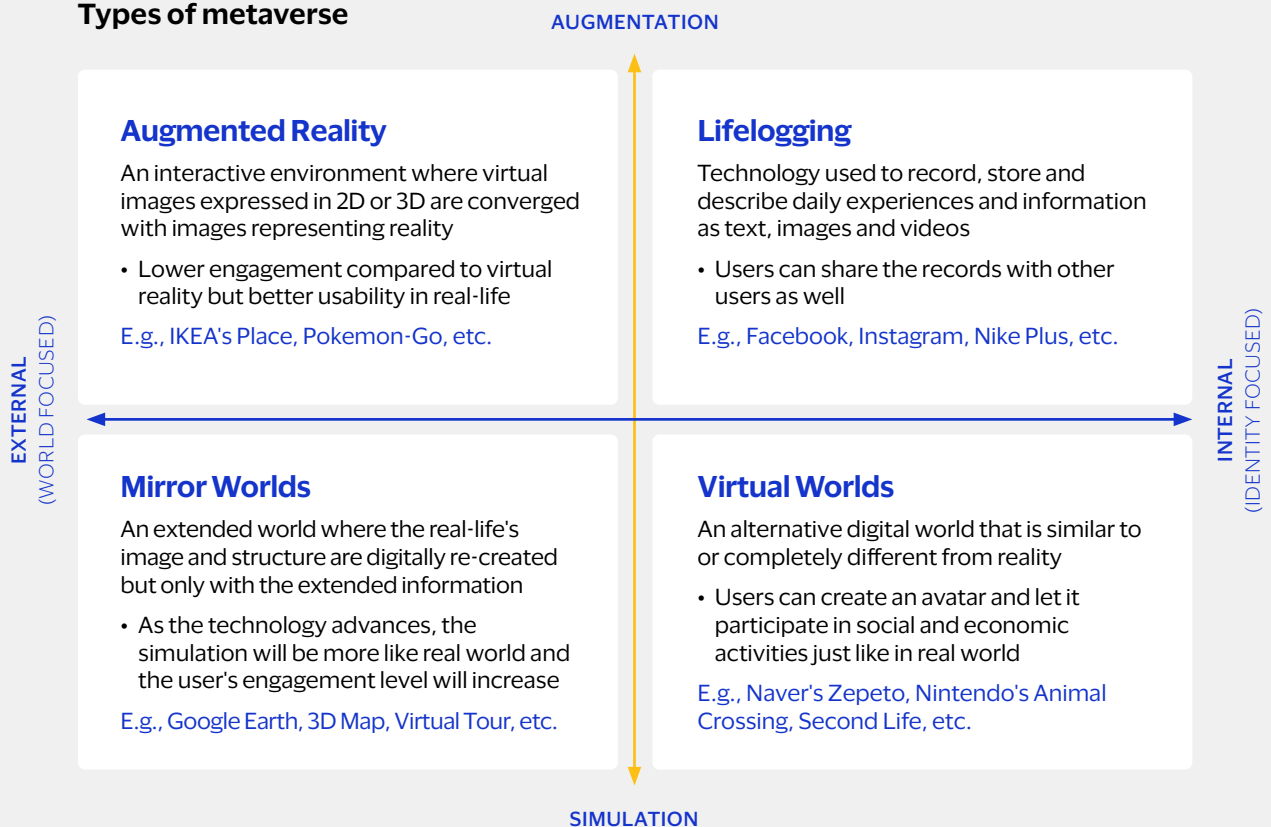 Types of metaverse
AUGMENTATION
Augmented Reality
An interactive environment where virtual
images expressed in 2D or 3D are converged
with images representing reality
• Lower engagement compared to virtual
reality but better usability in real-life
E.g., IKEA's Place, Pokemon-Go, etc.
Lifelogging
Technology used to record, store and
describe daily experiences and information
as text, images and videos
• Users can share the records with other
users as well
E.g., Facebook, Instagram, Nike Plus, etc.
EXTERNAL
(WORLD FOCUSED)
INTERNAL
(IDENTITY FOCUSED)
Mirror Worlds
An extended world where the real-life's
image and structure are digitally re-created
but only with the extended information
• As the technology advances, the
simulation will be more like real world and
the user's engagement level will increase
E.g., Google Earth, 3D Map, Virtual Tour, etc.
Virtual Worlds
An alternative digital world that is similar to
or completely different from reality
• Users can create an avatar and let it
participate in social and economic
activities just like in real world
E.g., Naver's Zepeto, Nintendo's Animal
Crossing, Second Life, etc.
SIMULATION